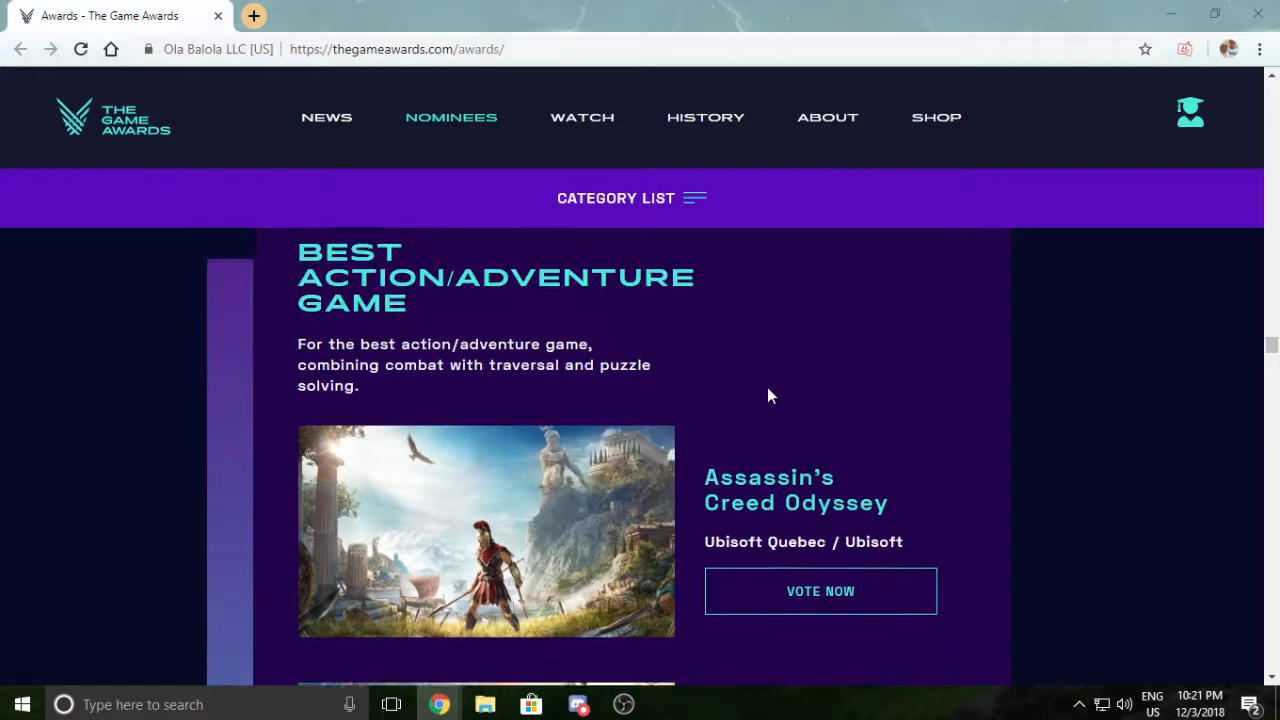 Awards - The Game Awards
Ola Balola LLC [US] | https://thegameawards.com/awards/
THE
GAME
AWARDS
NEWS
NOMINEES
WATCH
HISTORY
ABOUT
SHOP
CATEGORY LIST
BEST
ACTION/ADVENTURE
GAME
For the best action/adventure game,
combining combat with traversal and puzzle
solving.
Assassin's
Creed Odyssey
Ubisoft Quebec / Ubisoft
VOTE NOW
Type here to search
ENG
US
10:21 PM
12/3/2018
2